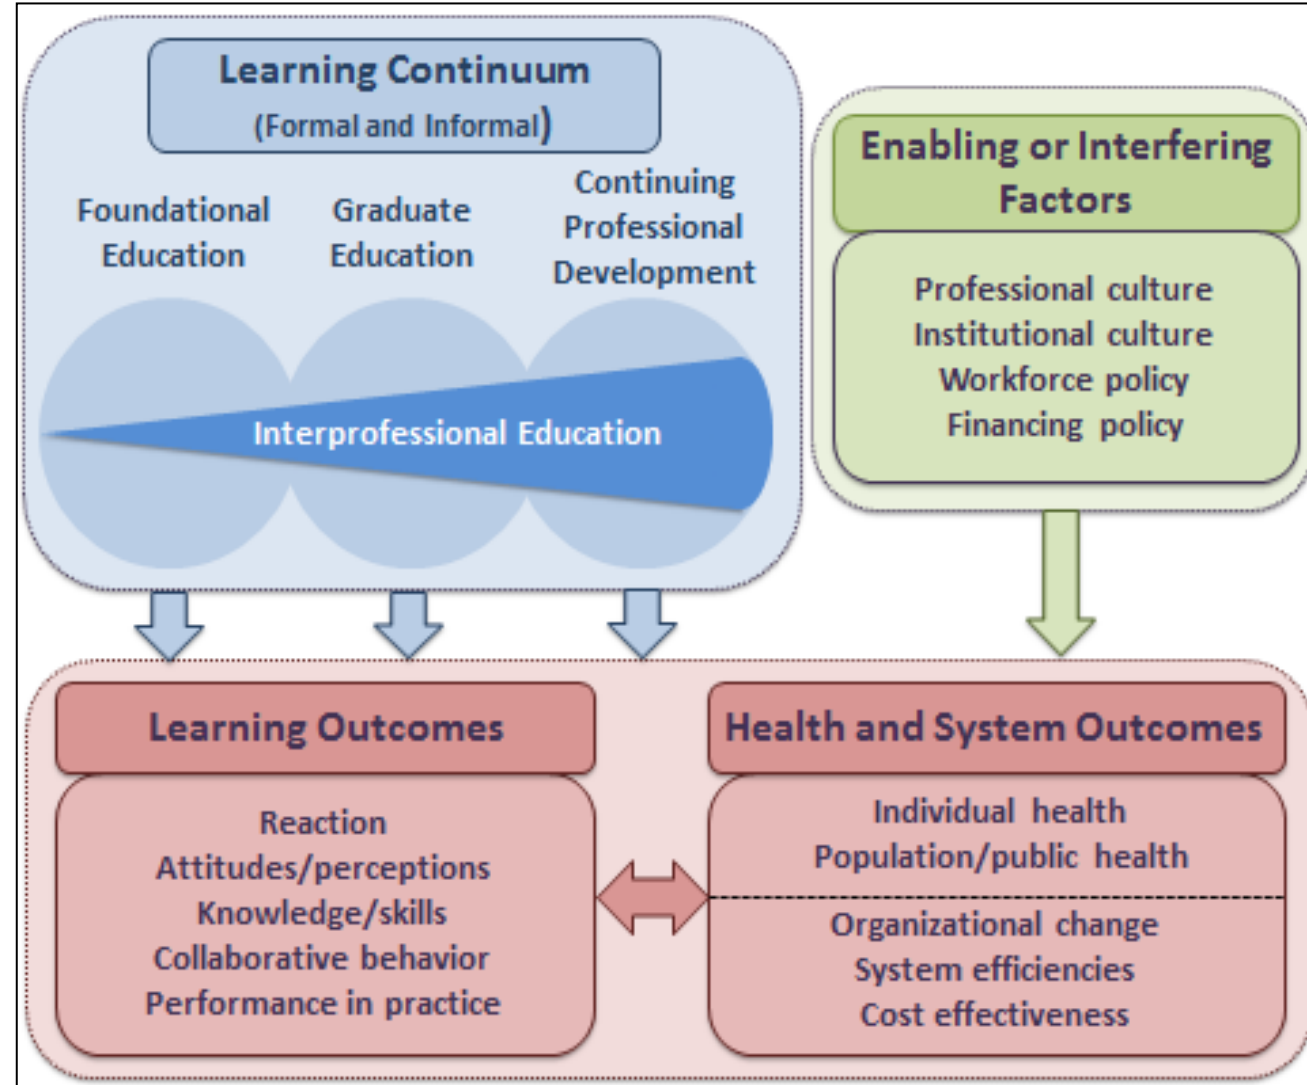 Learning Continuum
(Formal and Informal)
Foundational
Education
Graduate
Education
Continuing
Professional
Development
Interprofessional Education
Enabling or Interfering
Factors
Professional culture
Institutional culture
Workforce policy
Financing policy
Learning Outcomes
Reaction
Attitudes/perceptions
Knowledge/skills
Collaborative behavior
Performance in practice
Health and System Outcomes
Individual health
Population/public health
Organizational change
System efficiencies
Cost effectiveness